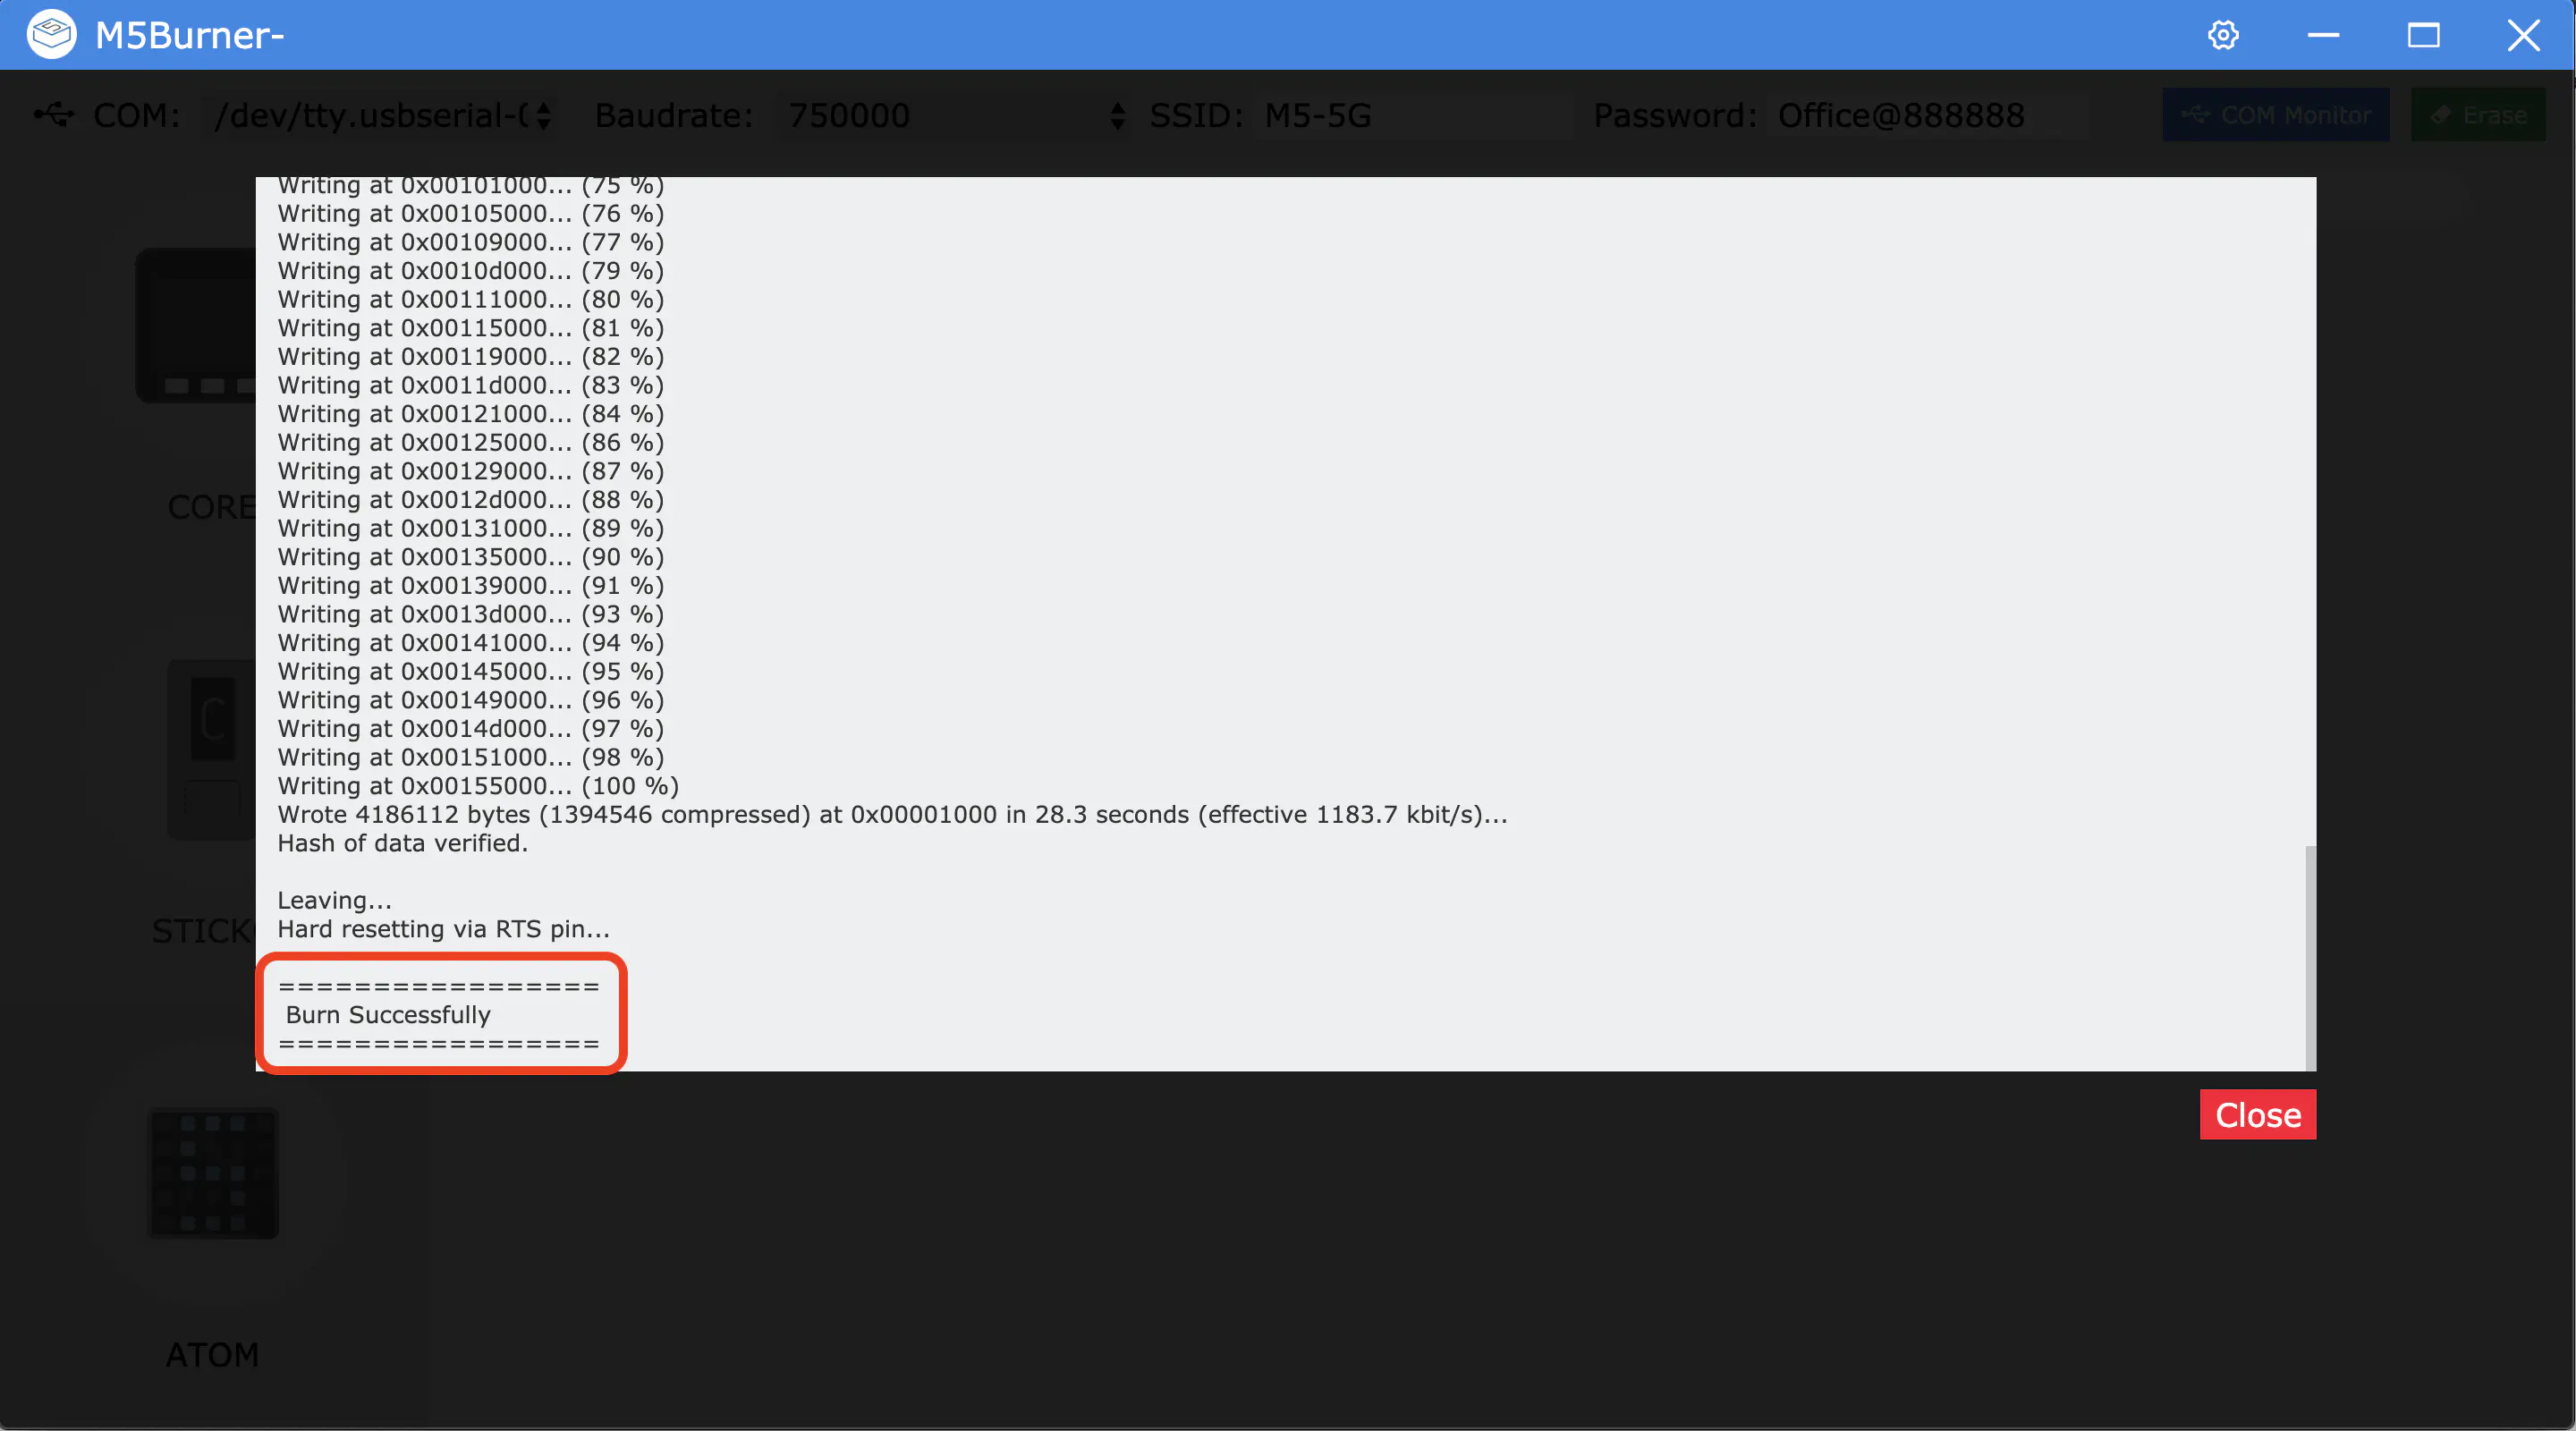 M5Burner-
COM: /dev/tty.usbserial-( Baudrate: 750000 SSID: M5-5G Password: Office@888888 COM Monitor Erase
Writing at 0x00101000... (75 %)
Writing at 0x00105000... (76 %)
Writing at 0x00109000... (77 %)
Writing at 0x0010d000... (79 %)
Writing at 0x00111000... (80 %)
Writing at 0x00115000... (81 %)
Writing at 0x00119000... (82 %)
Writing at 0x0011d000... (83 %)
Writing at 0x00121000... (84 %)
Writing at 0x00125000... (86 %)
Writing at 0x00129000... (87 %)
Writing at 0x0012d000... (88 %)
Writing at 0x00131000... (89 %)
Writing at 0x00135000... (90 %)
Writing at 0x00139000... (91 %)
Writing at 0x0013d000... (93 %)
Writing at 0x00141000... (94 %)
Writing at 0x00145000... (95 %)
Writing at 0x00149000... (96 %)
Writing at 0x0014d000... (97 %)
Writing at 0x00151000... (98 %)
Writing at 0x00155000... (100 %)
Wrote 4186112 bytes (1394546 compressed) at 0x00001000 in 28.3 seconds (effective 1183.7 kbit/s)...
Hash of data verified.
Leaving...
Hard resetting via RTS pin...
=================
Burn Successfully
=================
Close
CORE
STICK
ATOM